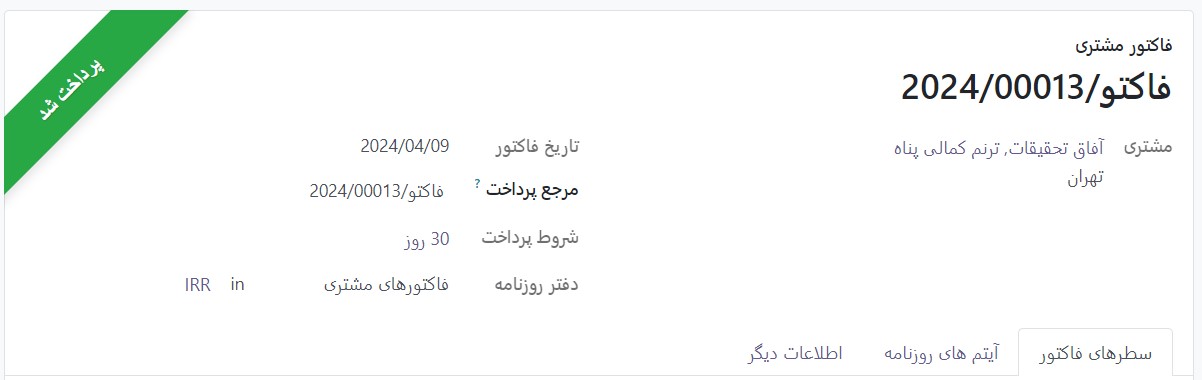 پرداخت شد
فاکتور مشتری
فاکتو/2024/00013
مشتری آفاق تحقیقات, ترنم کمالی پناه
تهران
تاریخ فاکتور 2024/04/09
مرجع پرداخت ? فاکتو/2024/00013
شروط پرداخت 30 روز
دفتر روزنامه فاکتورهای مشتری in IRR
سطرهای فاکتور آیتم های روزنامه اطلاعات دیگر